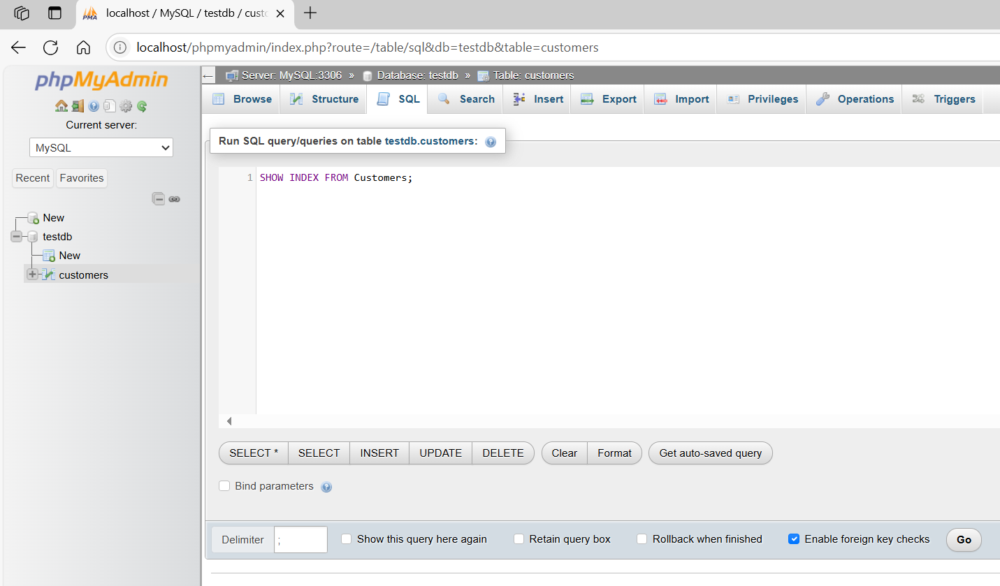 localhost / MySQL / testdb / custo
localhost/phpmyadmin/index.php?route=/table/sql&db=testdb&table=customers
phpMyAdmin
Current server:
MySQL
Recent Favorites
New
testdb
New
customers
Server: MySQL:3306 » Database: testdb » Table: customers
Browse Structure SQL Search Insert Export Import Privileges Operations Triggers
Run SQL query/queries on table testdb.customers:
1 SHOW INDEX FROM Customers;
SELECT * SELECT INSERT UPDATE DELETE Clear Format Get auto-saved query
Bind parameters
Delimiter ; Show this query here again Retain query box Rollback when finished Enable foreign key checks Go